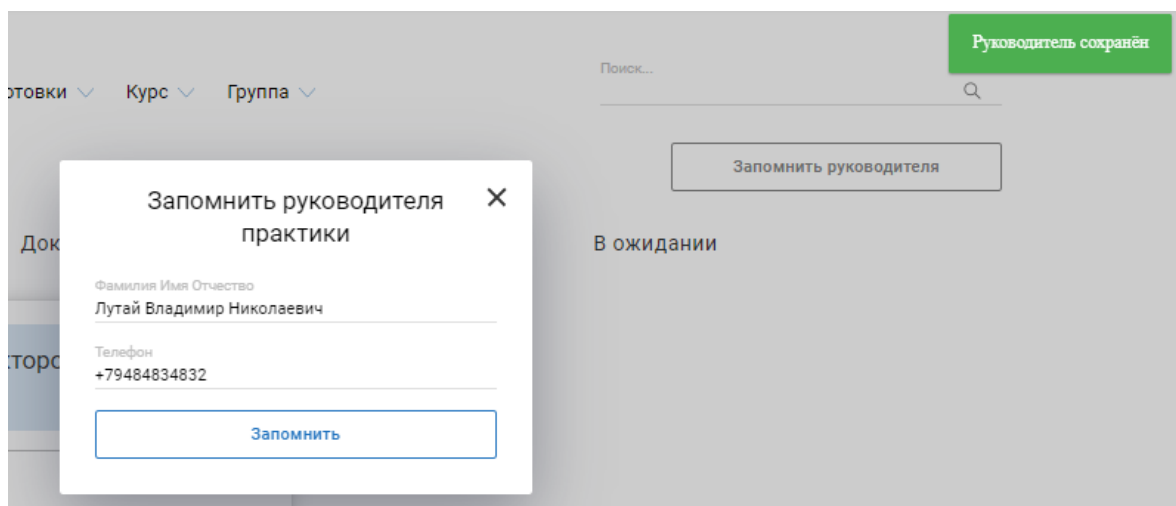 Руководитель сохранён
Поиск...
отовки Курс Группа
Запомнить руководителя
Запомнить руководителя
практики
Док
В ожидании
Фамилия Имя Отчество
Лутай Владимир Николаевич
торо
Телефон
+79484834832
Запомнить